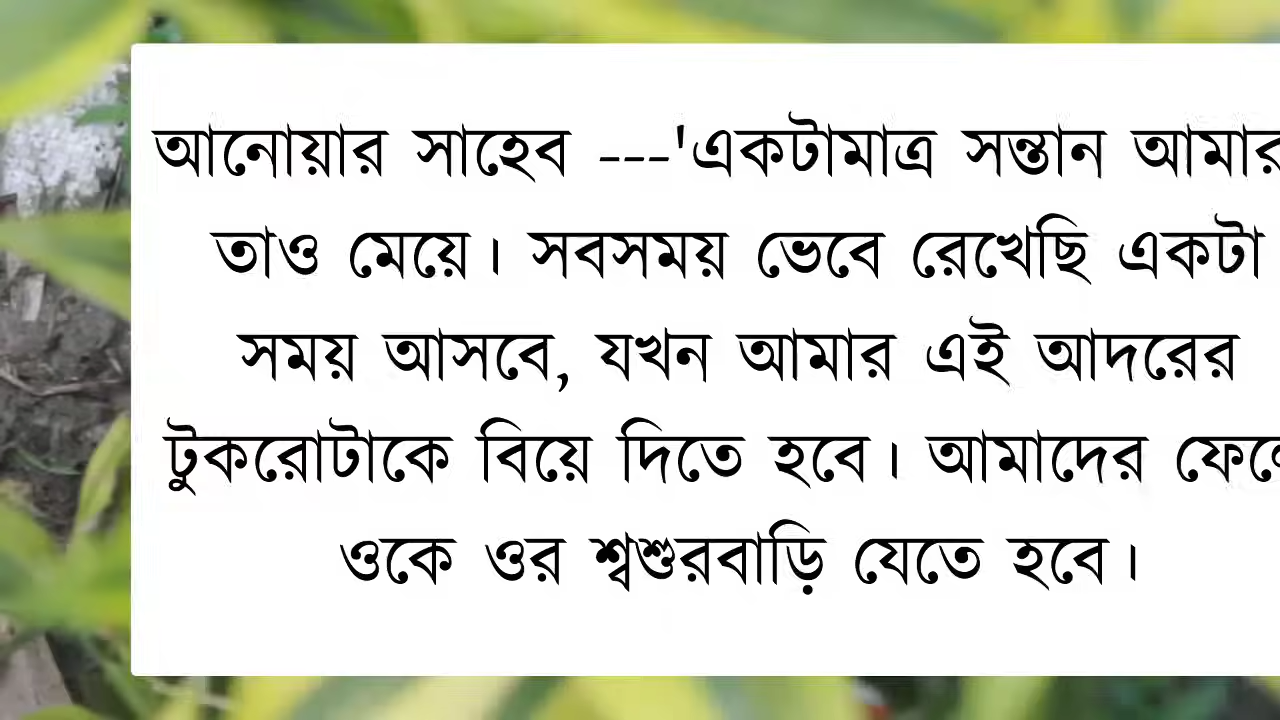 আনোয়ার সাহেব ---'একটামাত্র সন্তান আমার
তাও মেয়ে। সবসময় ভেবে রেখেছি একটা
সময় আসবে, যখন আমার এই আদরের
টুকরোটাকে বিয়ে দিতে হবে। আমাদের
ওকে ওর শ্বশুরবাড়ি যেতে হবে।